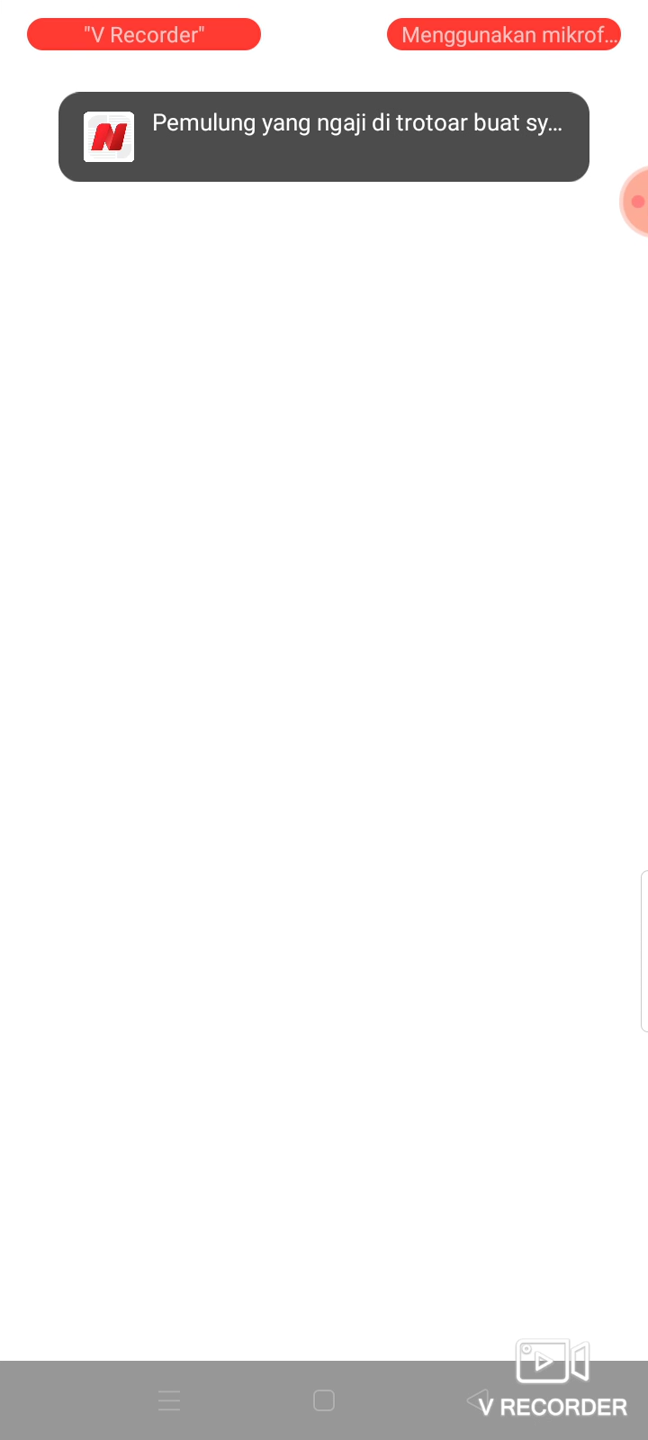 "V Recorder"
Menggunakan mikrof...
Pemulung yang ngaji di trotoar buat sy...
V RECORDER